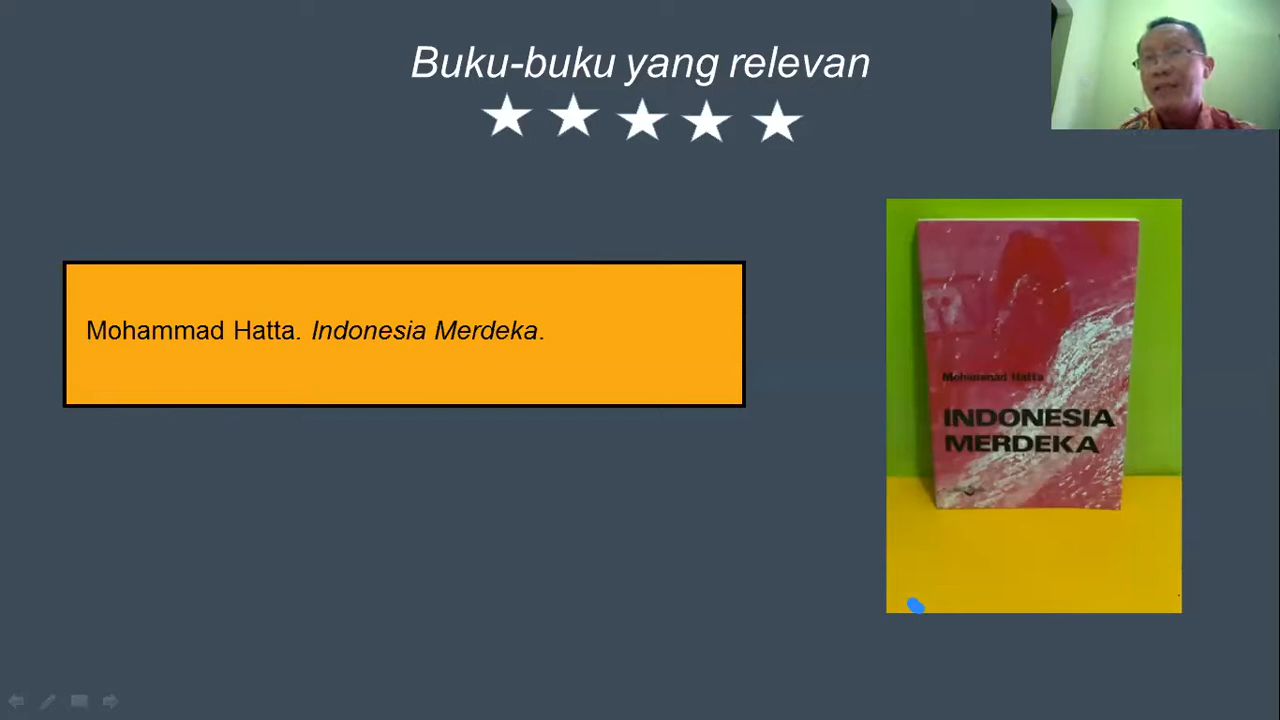 Buku-buku yang relevan
Mohammad Hatta. Indonesia Merdeka.
Mohammad Hatta
INDONESIA
MERDEKA